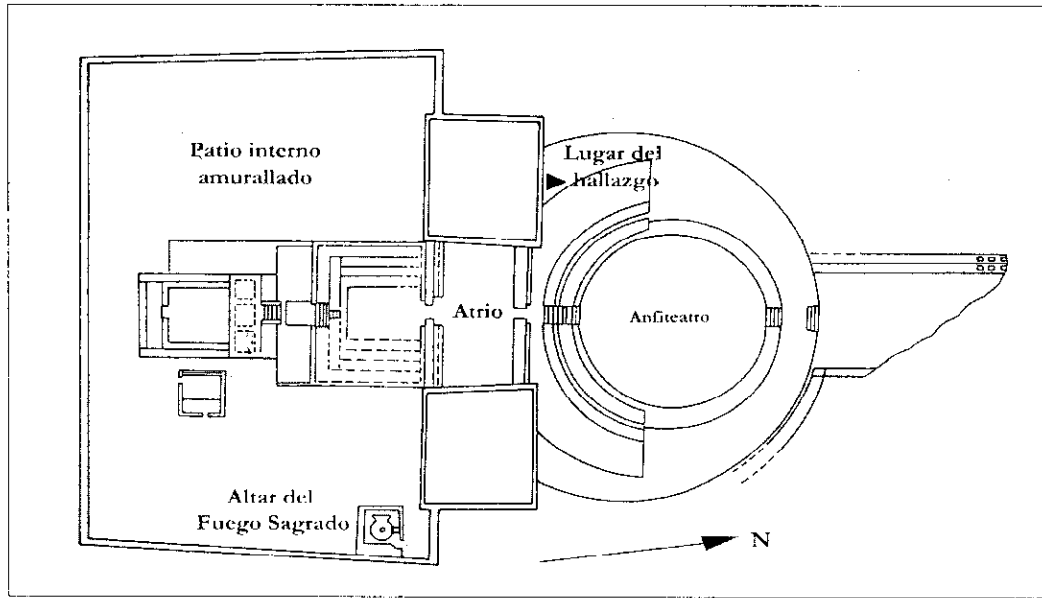 Patio interno
amurallado
Lugar del
hallazgo
Atrio
Anfiteatro
Altar del
Fuego Sagrado
N